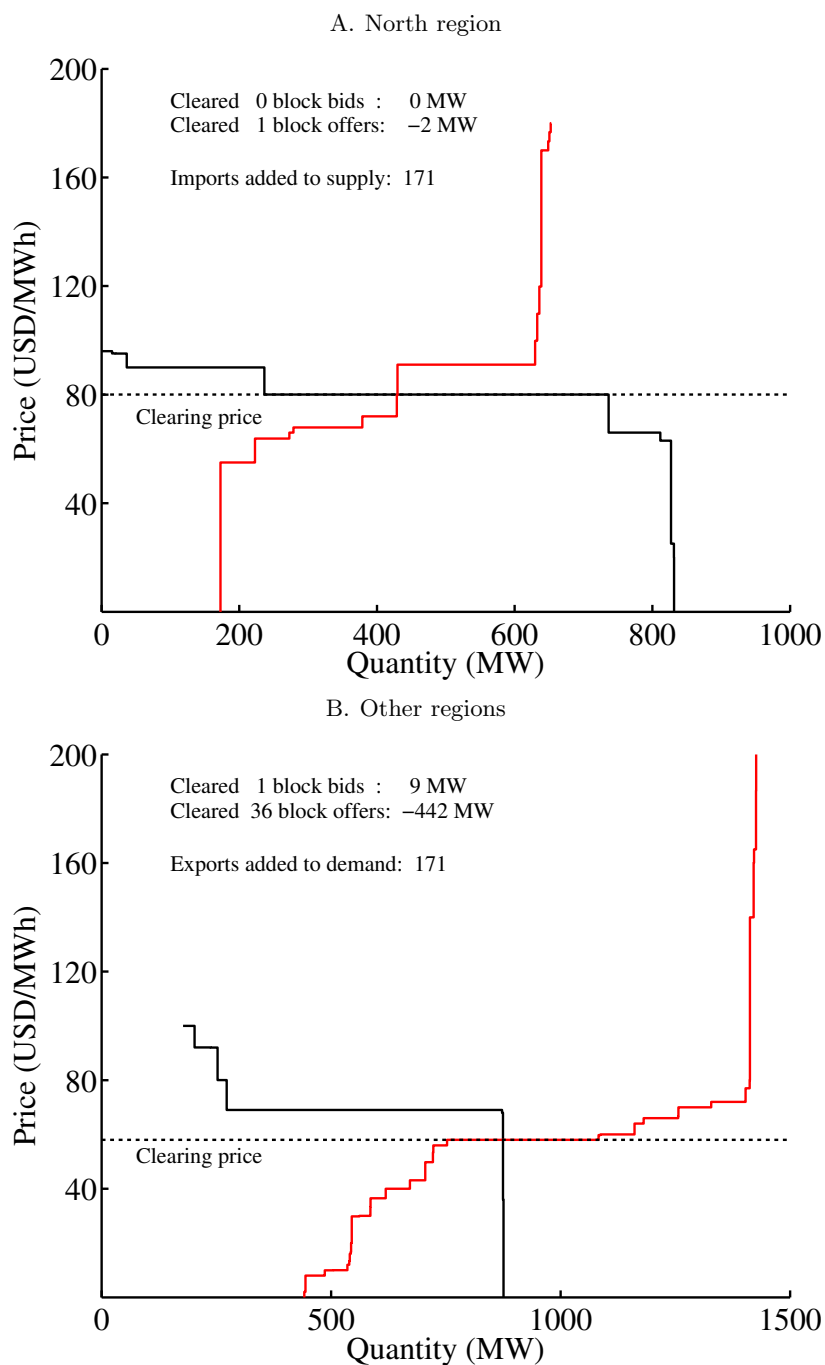 A. North region
200
Cleared 0 block bids : 0 MW
Cleared 1 block offers: −2 MW
160
Imports added to supply: 171
Price (USD/MWh)
120
80
Clearing price
40
0 200 400 600 800 1000
Quantity (MW)
B. Other regions
200
Cleared 1 block bids : 9 MW
Cleared 36 block offers: −442 MW
160
Exports added to demand: 171
Price (USD/MWh)
120
80
Clearing price
40
0 500 1000 1500
Quantity (MW)